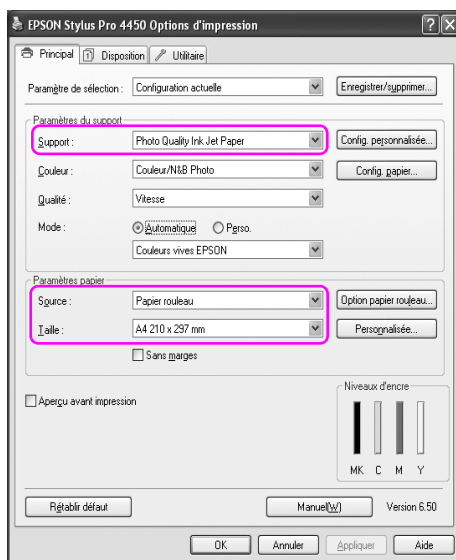 EPSON Stylus Pro 4450 Options d'impression
Principal Disposition Utilitaire
Paramètre de sélection : Configuration actuelle Enregistrer/supprimer...
Paramètres du support
Support : Photo Quality Ink Jet Paper Config. personnalisée...
Couleur : Couleur/N&B Photo Config. papier...
Qualité : Vitesse
Mode : Automatique Perso.
Couleurs vives EPSON
Paramètres papier
Source : Papier rouleau Option papier rouleau...
Taille : A4 210 x 297 mm Personnalisée...
Sans marges
Aperçu avant impression
Niveaux d'encre
MK C M Y
Rétablir défaut Manuel(W) Version 6.50
OK Annuler Appliquer Aide